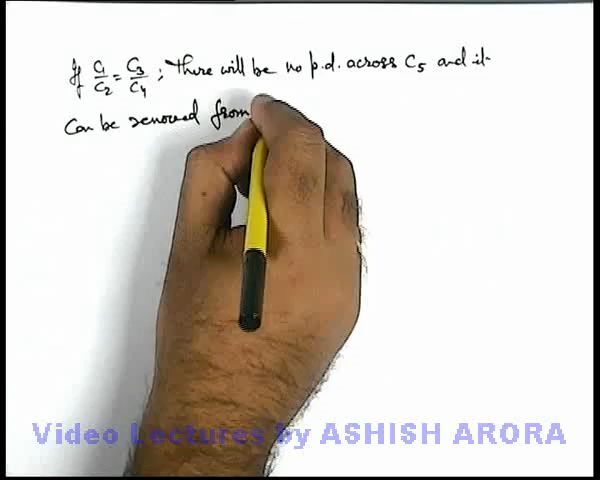 If C1/C2 = C3/C4 ; There will be no p.d. across C5 and it
can be removed from
Video Lectures by ASHISH ARORA